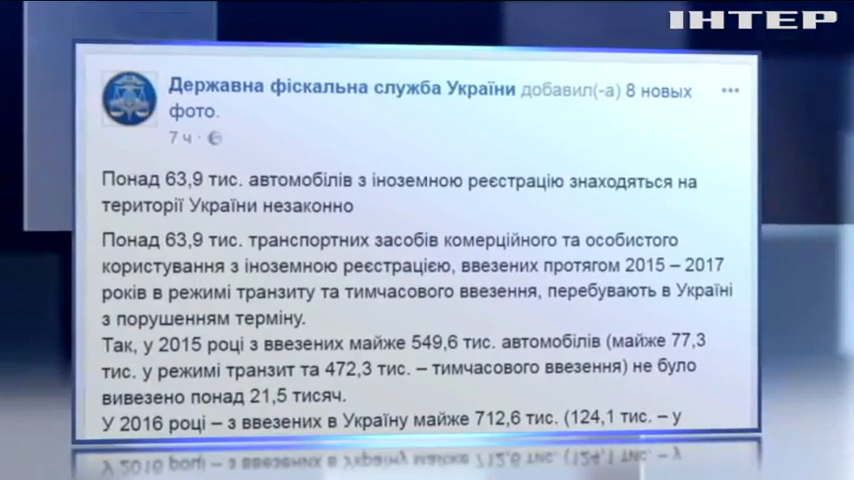 ІНТЕР
Державна фіскальна служба України добавил(-а) 8 новых
фото.
7 ч ·
Понад 63,9 тис. автомобілів з іноземною реєстрацію знаходяться на
території України незаконно
Понад 63,9 тис. транспортних засобів комерційного та особистого
користування з іноземною реєстрацією, ввезених протягом 2015 – 2017
років в режимі транзиту та тимчасового ввезення, перебувають в Україні
з порушенням терміну.
Так, у 2015 році з ввезених майже 549,6 тис. автомобілів (майже 77,3
тис. у режимі транзит та 472,3 тис. – тимчасового ввезення) не було
вивезено понад 21,5 тисяч.
У 2016 році – з ввезених в Україну майже 712,6 тис. (124,1 тис. – у